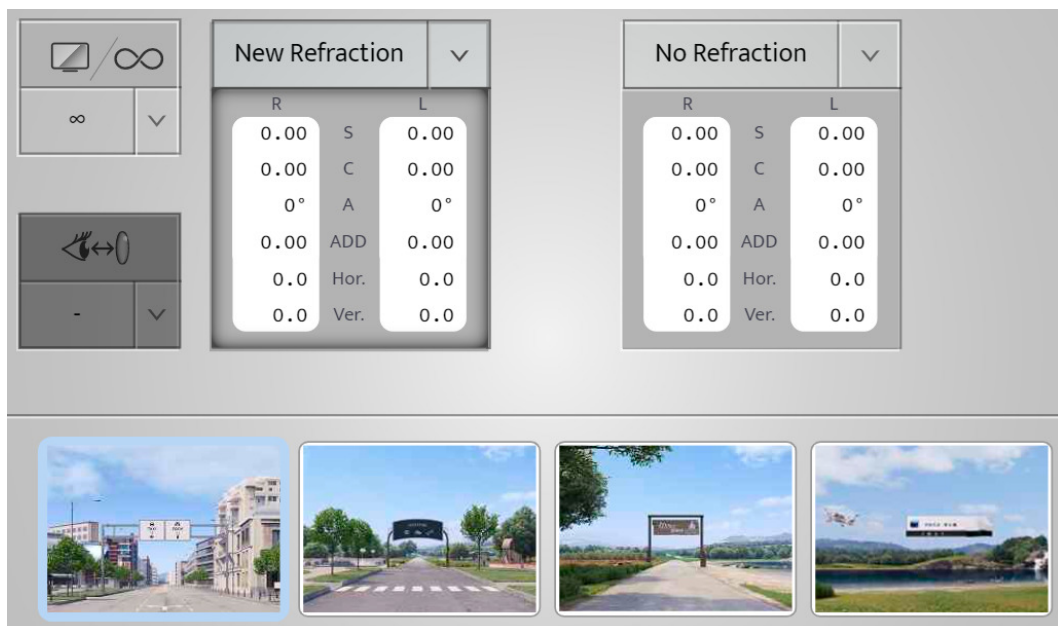 ∞
∞
-
New Refraction
R L
0.00 S 0.00
0.00 C 0.00
0° A 0°
0.00 ADD 0.00
0.0 Hor. 0.0
0.0 Ver. 0.0
No Refraction
R L
0.00 S 0.00
0.00 C 0.00
0° A 0°
0.00 ADD 0.00
0.0 Hor. 0.0
0.0 Ver. 0.0